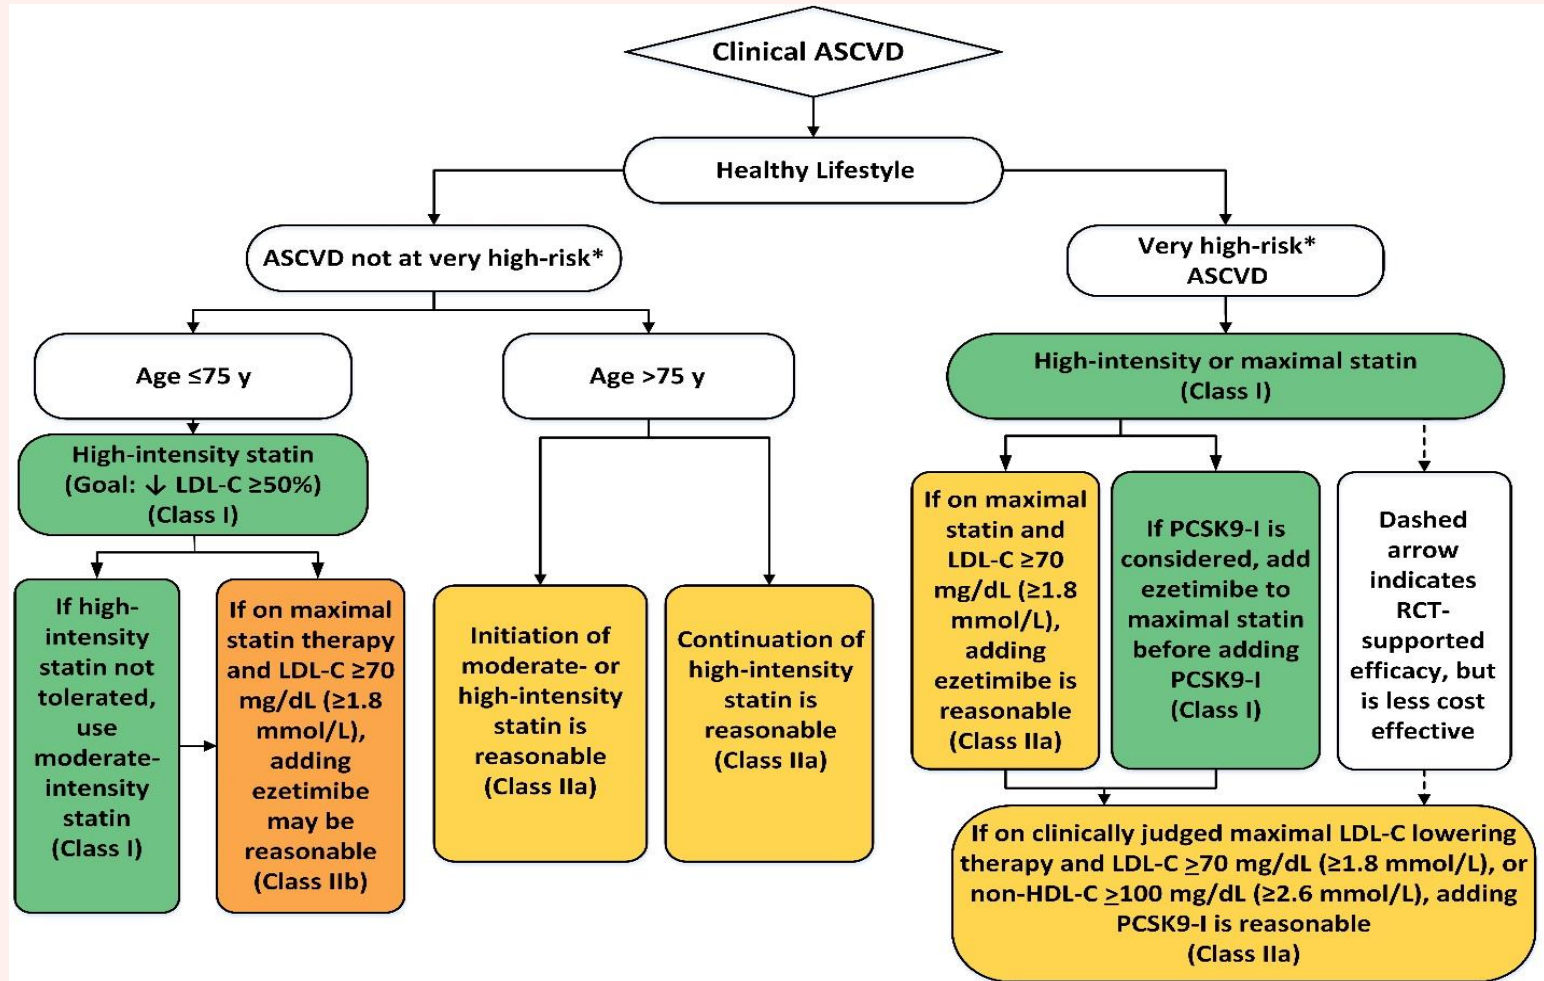 Clinical ASCVD
Healthy Lifestyle
ASCVD not at very high-risk*
Very high-risk*
ASCVD
Age ≤75 y
Age >75 y
High-intensity or maximal statin
(Class I)
High-intensity statin
(Goal: ↓ LDL-C ≥50%)
(Class I)
If high-
intensity
statin not
tolerated,
use
moderate-
intensity
statin
(Class I)
If on maximal
statin therapy
and LDL-C ≥70
mg/dL (≥1.8
mmol/L),
adding
ezetimibe
may be
reasonable
(Class IIb)
Initiation of
moderate- or
high-intensity
statin is
reasonable
(Class IIa)
Continuation of
high-intensity
statin is
reasonable
(Class IIa)
If on maximal
statin and
LDL-C ≥70
mg/dL (≥1.8
mmol/L),
adding
ezetimibe is
reasonable
(Class IIa)
If PCSK9-I is
considered, add
ezetimibe to
maximal statin
before adding
PCSK9-I
(Class I)
Dashed
arrow
indicates
RCT-
supported
efficacy, but
is less cost
effective
If on clinically judged maximal LDL-C lowering
therapy and LDL-C ≥70 mg/dL (≥1.8 mmol/L), or
non-HDL-C ≥100 mg/dL (≥2.6 mmol/L), adding
PCSK9-I is reasonable
(Class IIa)